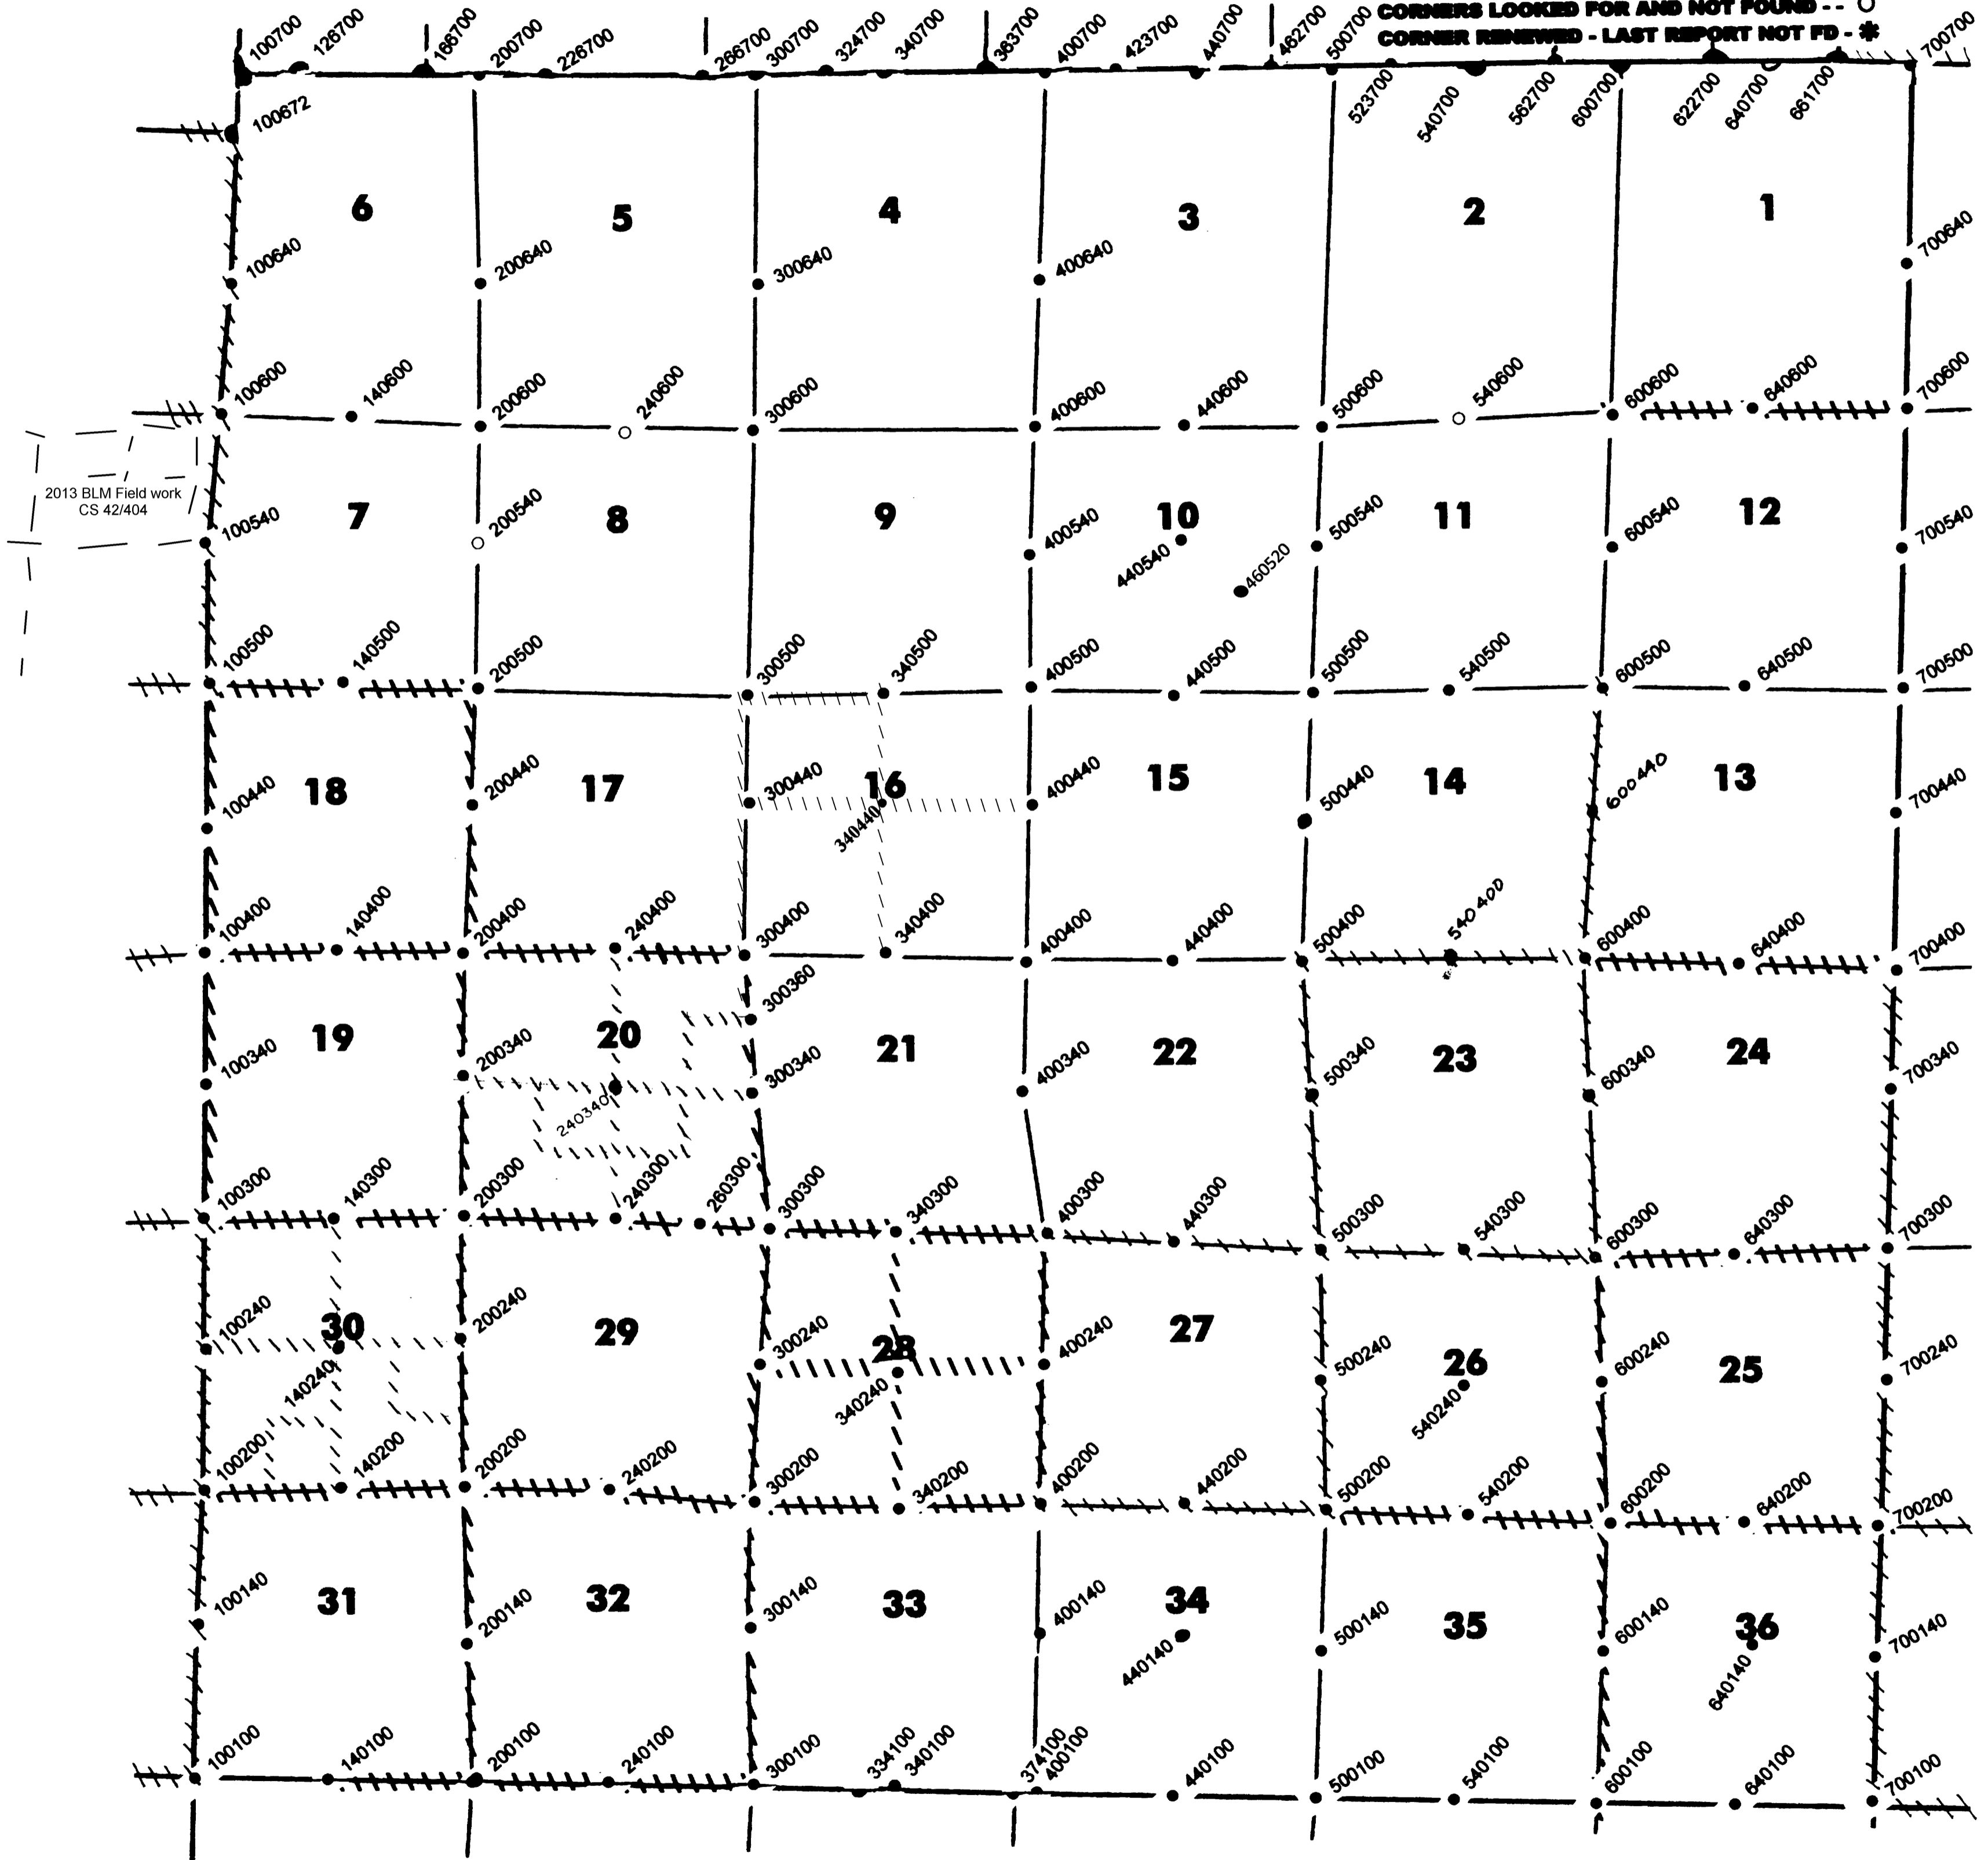 CORNERS LOOKED FOR AND NOT FOUND - - O
CORNER RENEWED - LAST REPORT NOT FD - *
100700 126700 166700 200700 226700 266700 300700 324700 340700 363700 400700 423700 440700 462700 500700 700700
523700 540700 562700 600700 622700 640700 661700
100672
6 5 4 3 2 1
100640 200640 300640 400640 700640
100600 140600 200600 240600 300600 400600 440600 500600 540600 600600 640600 700600
2013 BLM Field work
CS 42/404
7 8 9 10 11 12
100540 200540 400540 440540 500540 600540 700540
460520
100500 140500 200500 300500 340500 400500 440500 500500 540500 600500 640500 700500
18 17 16 15 14 13
100440 200440 300440 340440 400440 500440 600440 700440
100400 140400 200400 240400 300400 340400 400400 440400 500400 540400 600400 640400 700400
300360
19 20 21 22 23 24
100340 200340 240340 300340 400340 500340 600340 700340
100300 140300 200300 240300 260300 300300 340300 400300 440300 500300 540300 600300 640300 700300
30 29 28 27 26 25
100240 140240 200240 300240 340240 400240 500240 540240 600240 700240
100200 140200 200200 240200 300200 340200 400200 440200 500200 540200 600200 640200 700200
31 32 33 34 35 36
100140 200140 300140 400140 440140 500140 600140 640140 700140
100100 140100 200100 240100 300100 334100 340100 374100 400100 440100 500100 540100 600100 640100 700100